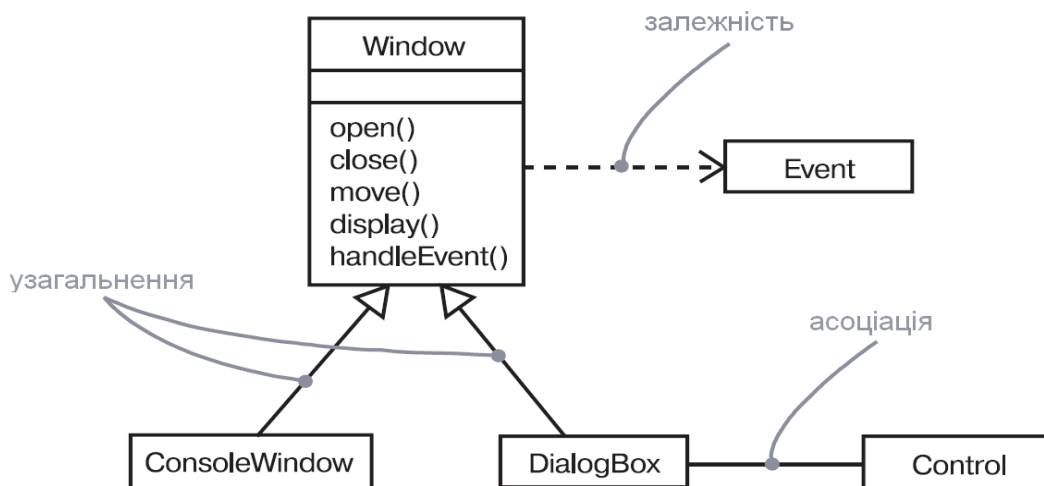 залежність
Window
open()
close()
move()
display()
handleEvent()
Event
узагальнення
асоціація
ConsoleWindow
DialogBox
Control